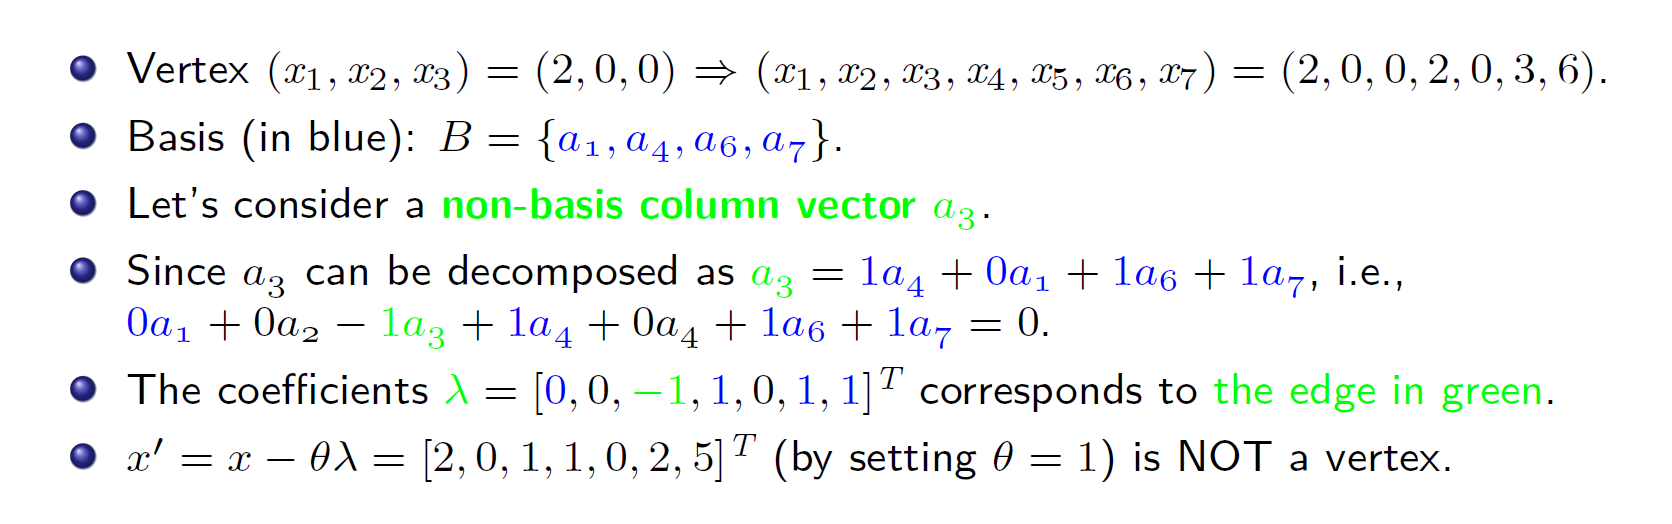 Vertex (x₁, x₂, x₃) = (2, 0, 0) ⇒ (x₁, x₂, x₃, x₄, x₅, x₆, x₇) = (2, 0, 0, 2, 0, 3, 6).
Basis (in blue): B = {a₁, a₄, a₆, a₇}.
Let's consider a non-basis column vector a₃.
Since a₃ can be decomposed as a₃ = 1a₄ + 0a₁ + 1a₆ + 1a₇, i.e.,
0a₁ + 0a₂ − 1a₃ + 1a₄ + 0a₄ + 1a₆ + 1a₇ = 0.
The coefficients λ = [0, 0, −1, 1, 0, 1, 1]ᵀ corresponds to the edge in green.
x′ = x − θλ = [2, 0, 1, 1, 0, 2, 5]ᵀ (by setting θ = 1) is NOT a vertex.